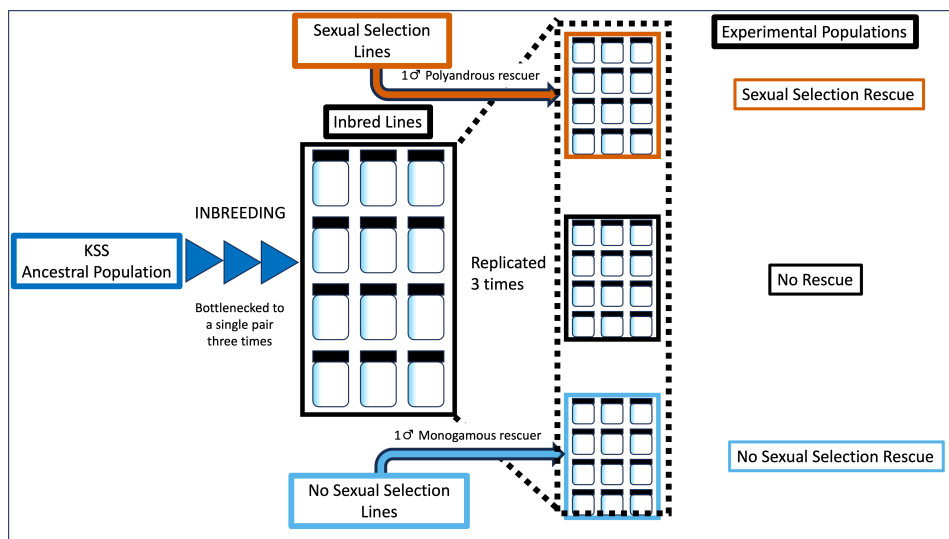 Sexual Selection
Lines
Experimental Populations
1♂ Polyandrous rescuer
Sexual Selection Rescue
Inbred Lines
INBREEDING
KSS
Ancestral Population
Replicated
3 times
No Rescue
Bottlenecked to
a single pair
three times
1♂ Monogamous rescuer
No Sexual Selection Rescue
No Sexual Selection
Lines